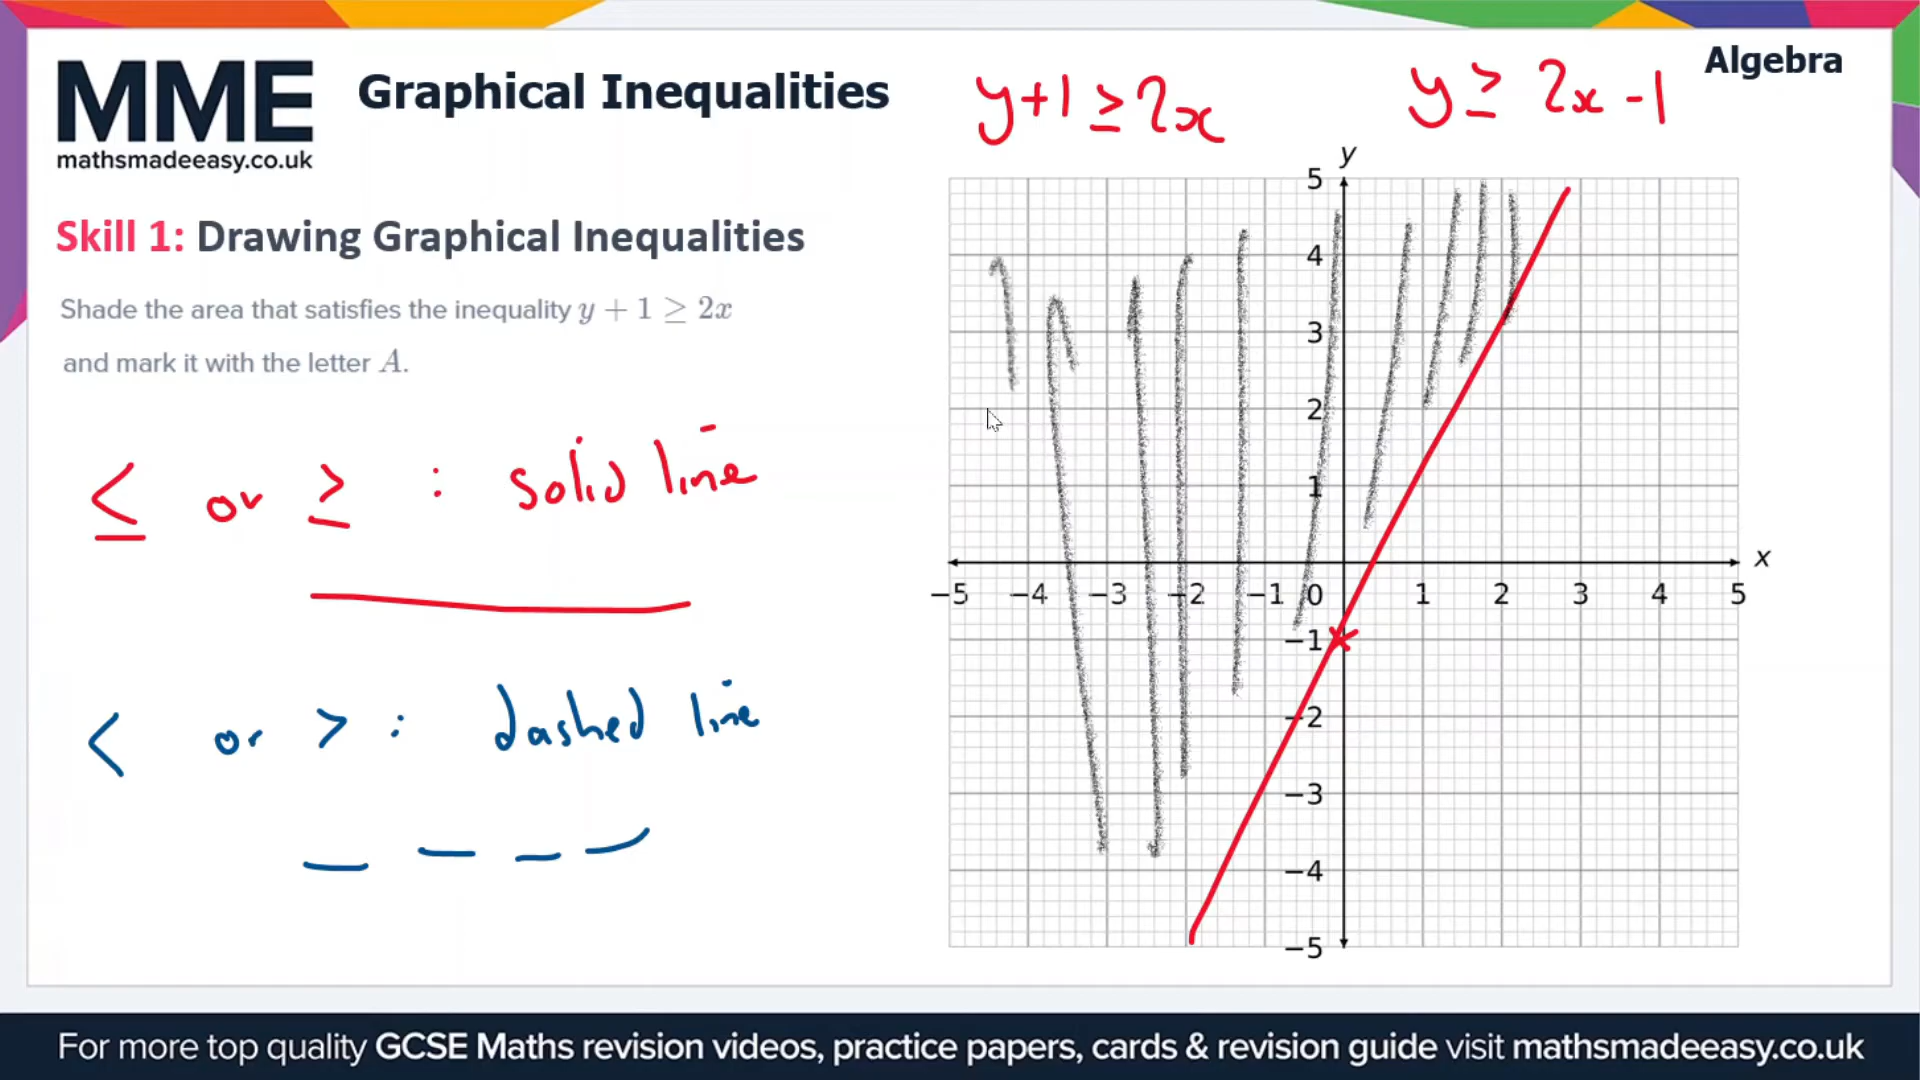 MME
mathsmadeeasy.co.uk
Graphical Inequalities
y+1 ≥ 2x
y ≥ 2x -1
Algebra
Skill 1: Drawing Graphical Inequalities
Shade the area that satisfies the inequality y + 1 ≥ 2x
and mark it with the letter A.
≤ or ≥ : solid line
< or > : dashed line
y
5
4
3
2
1
x
−5 −4 −3 −2 −1 0 1 2 3 4 5
−1
−2
−3
−4
−5
For more top quality GCSE Maths revision videos, practice papers, cards & revision guide visit mathsmadeeasy.co.uk